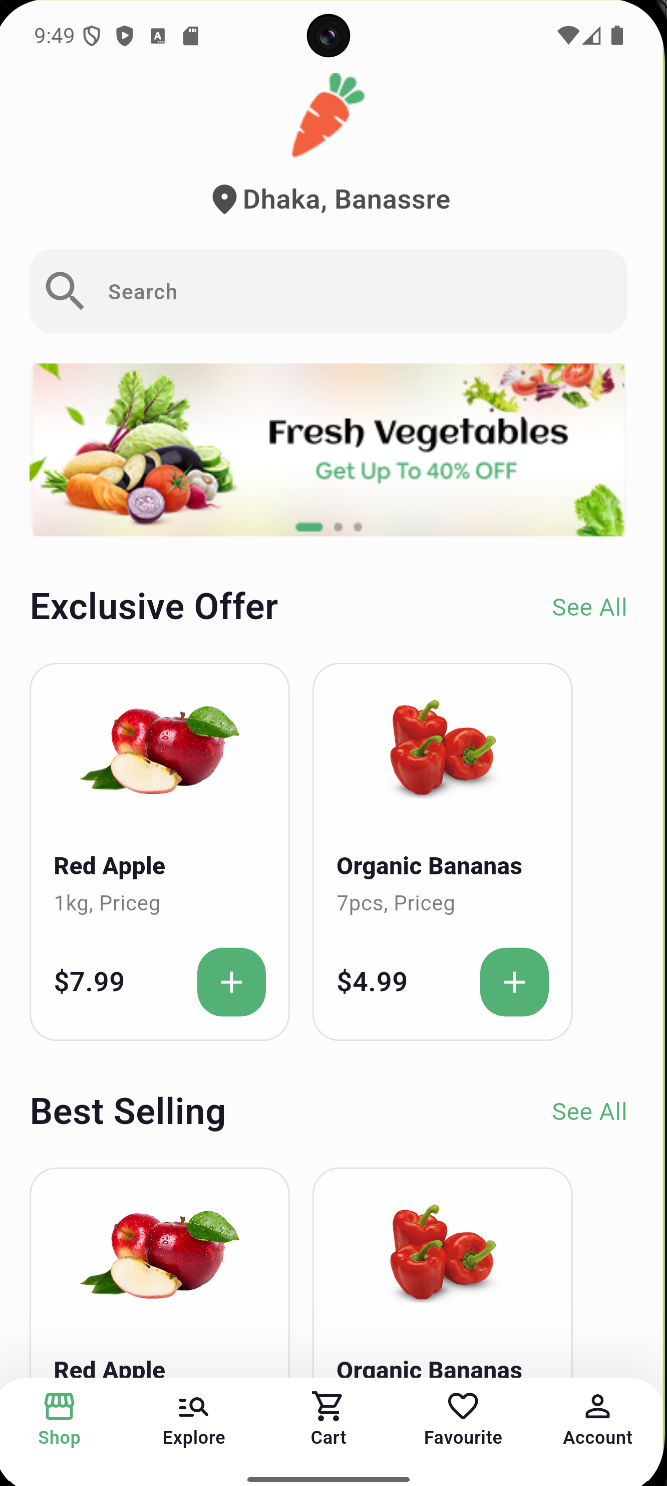 9:49
Dhaka, Banassre
Search
Fresh Vegetables
Get Up To 40% OFF
Exclusive Offer
See All
Red Apple
1kg, Priceg
$7.99
Organic Bananas
7pcs, Priceg
$4.99
Best Selling
See All
Red Apple
Organic Bananas
Shop
Explore
Cart
Favourite
Account